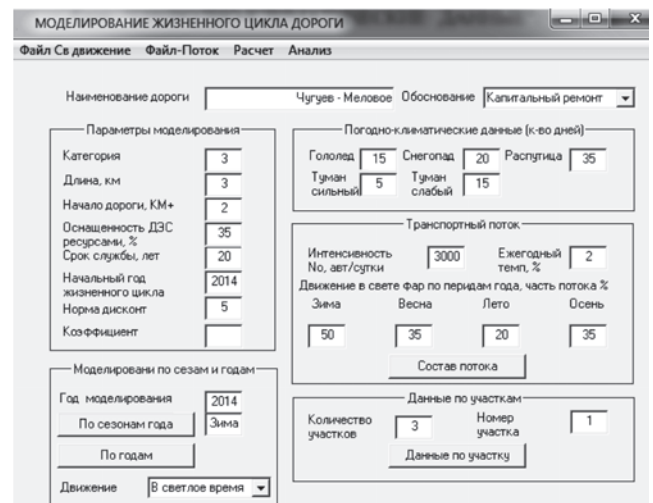 МОДЕЛИРОВАНИЕ ЖИЗНЕННОГО ЦИКЛА ДОРОГИ
Файл Св движение Файл-Поток Расчет Анализ
Наименование дороги Чугуев - Меловое Обоснование Капитальный ремонт
Параметры моделирования
Категория 3
Длина, км 3
Начало дороги, КМ+ 2
Оснащенность ДЭС
ресурсами, % 35
Срок службы, лет 20
Начальный год
жизненного цикла 2014
Норма дисконт 5
Коэффициент
Моделировани по сезам и годам
Год моделирования 2014
По сезонам года Зима
По годам
Движение В светлое время
Погодно-климатические данные (к-во дней)
Гололед 15 Снегопад 20 Распутица 35
Туман
сильный 5
Туман
слабый 15
Транспортный поток
Интенсивность
No, авт/сутки 3000
Ежегодный
темп, % 2
Движение в свете фар по перидам года, часть потока %
Зима Весна Лето Осень
50 35 20 35
Состав потока
Данные по участкам
Количество
участков 3
Номер
участка 1
Данные по участку